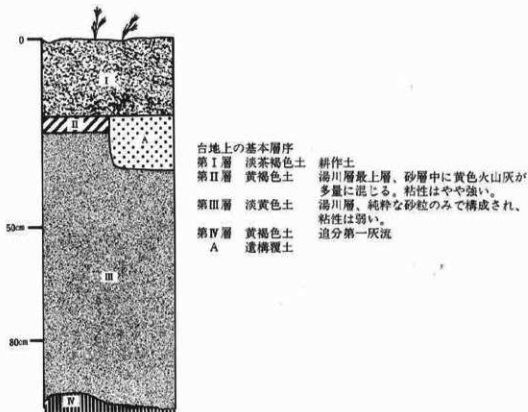 0
I
II
A
50cm
III
80cm
IV
台地上の基本層序
第I層 淡茶褐色土 耕作土
第II層 黄褐色土 湯川層最上層、砂層中に黄色火山灰が
多量に混じる。粘性はやや強い。
第III層 淡黄色土 湯川層、純粋な砂粒のみで構成され、
粘性は弱い。
第IV層 黄褐色土 追分第一灰流
A 遺構覆土